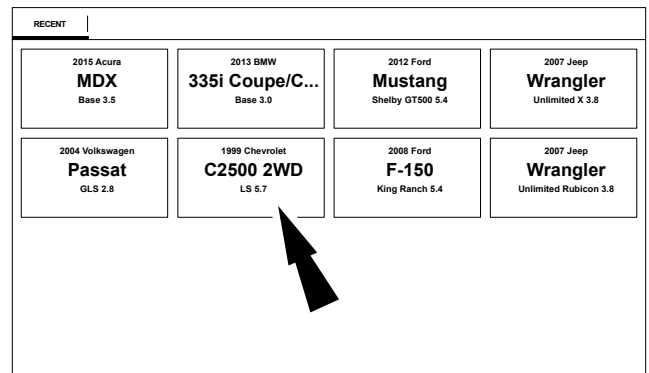 RECENT
2015 Acura
MDX
Base 3.5
2013 BMW
335i Coupe/C...
Base 3.0
2012 Ford
Mustang
Shelby GT500 5.4
2007 Jeep
Wrangler
Unlimited X 3.8
2004 Volkswagen
Passat
GLS 2.8
1999 Chevrolet
C2500 2WD
LS 5.7
2008 Ford
F-150
King Ranch 5.4
2007 Jeep
Wrangler
Unlimited Rubicon 3.8